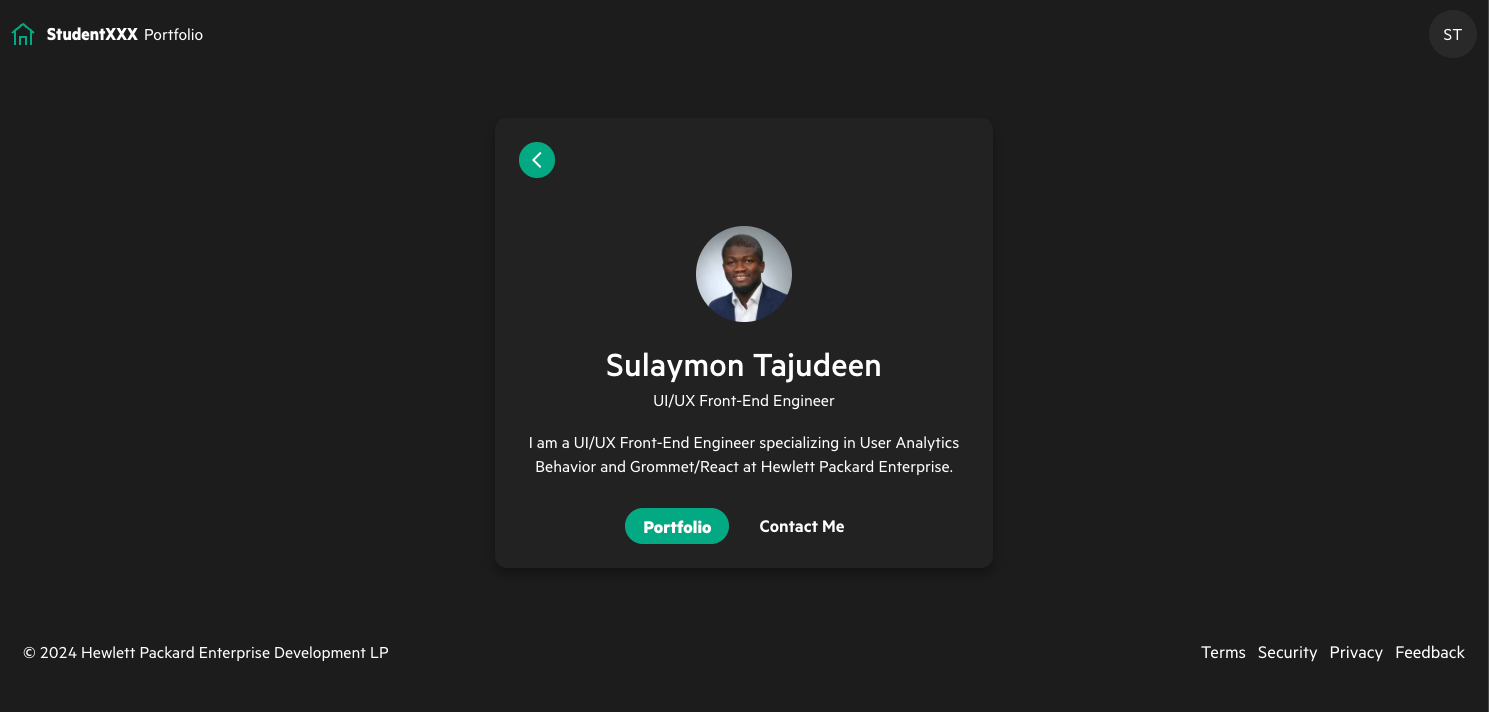 StudentXXX Portfolio
ST
Sulaymon Tajudeen
UI/UX Front-End Engineer
I am a UI/UX Front-End Engineer specializing in User Analytics
Behavior and Grommet/React at Hewlett Packard Enterprise.
Portfolio Contact Me
© 2024 Hewlett Packard Enterprise Development LP
Terms Security Privacy Feedback